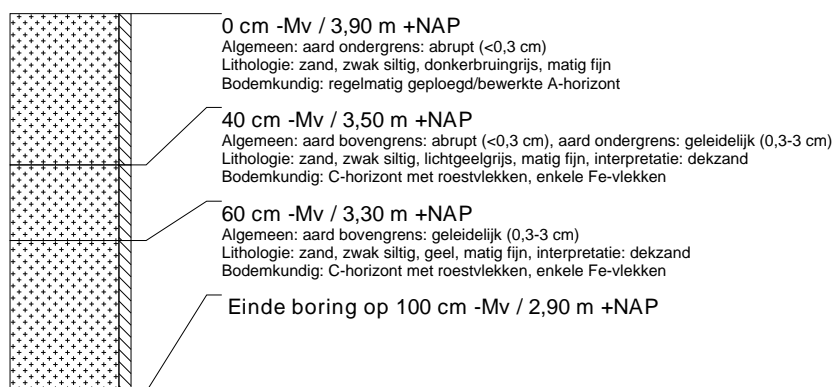 0 cm -Mv / 3,90 m +NAP
Algemeen: aard ondergrens: abrupt (<0,3 cm)
Lithologie: zand, zwak siltig, donkerbruingrijs, matig fijn
Bodemkundig: regelmatig geploegd/bewerkte A-horizont
40 cm -Mv / 3,50 m +NAP
Algemeen: aard bovengrens: abrupt (<0,3 cm), aard ondergrens: geleidelijk (0,3-3 cm)
Lithologie: zand, zwak siltig, lichtgeelgrijs, matig fijn, interpretatie: dekzand
Bodemkundig: C-horizont met roestvlekken, enkele Fe-vlekken
60 cm -Mv / 3,30 m +NAP
Algemeen: aard bovengrens: geleidelijk (0,3-3 cm)
Lithologie: zand, zwak siltig, geel, matig fijn, interpretatie: dekzand
Bodemkundig: C-horizont met roestvlekken, enkele Fe-vlekken
Einde boring op 100 cm -Mv / 2,90 m +NAP